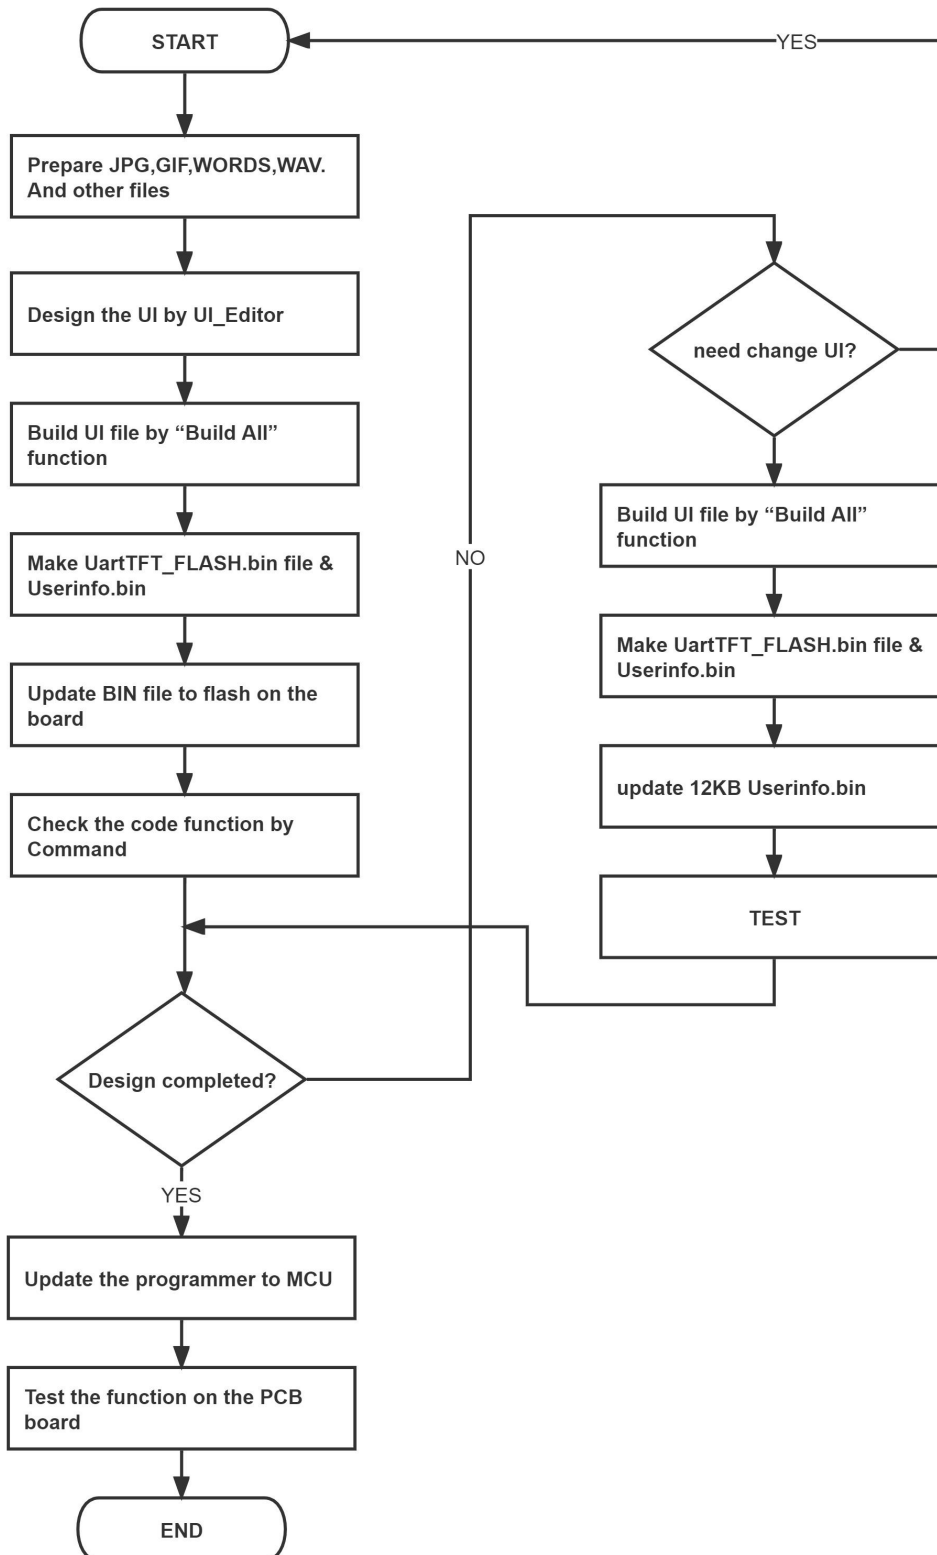 START
YES
Prepare JPG,GIF,WORDS,WAV.
And other files
Design the UI by UI_Editor
Build UI file by “Build All”
function
Make UartTFT_FLASH.bin file &
Userinfo.bin
Update BIN file to flash on the
board
Check the code function by
Command
Design completed?
YES
Update the programmer to MCU
Test the function on the PCB
board
END
NO
need change UI?
Build UI file by “Build All”
function
Make UartTFT_FLASH.bin file &
Userinfo.bin
update 12KB Userinfo.bin
TEST